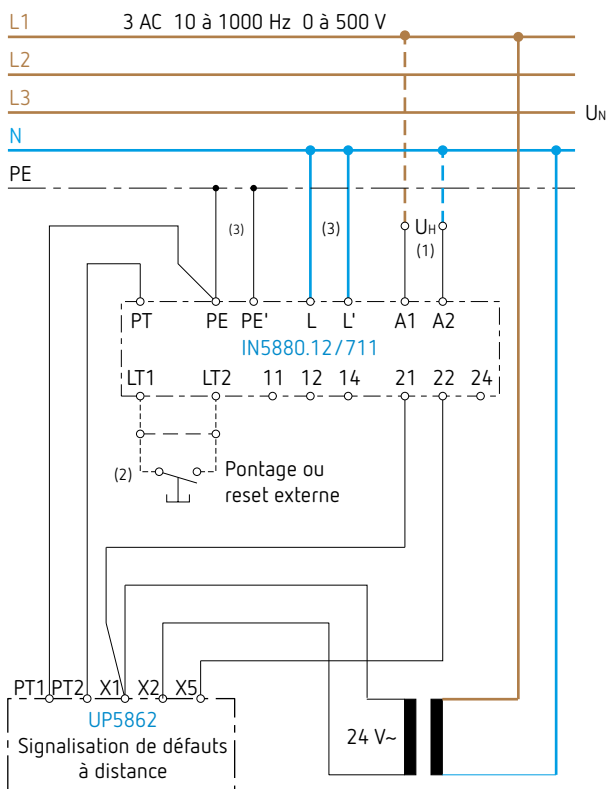 L1 3 AC 10 à 1000 Hz 0 à 500 V
L2
L3
UN
N
PE
(3) (3) UH
(1)
PT PE PE' L L' A1 A2
IN5880.12/711
LT1 LT2 11 12 14 21 22 24
(2) Pontage ou
reset externe
PT1 PT2 X1 X2 X5
UP5862
Signalisation de défauts
à distance
24 V~